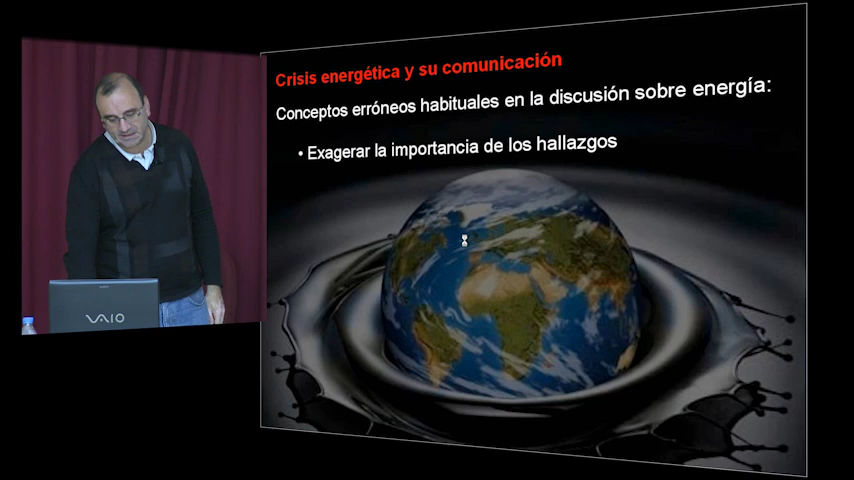 Crisis energética y su comunicación
Conceptos erróneos habituales en la discusión sobre energía:
• Exagerar la importancia de los hallazgos
VAIO